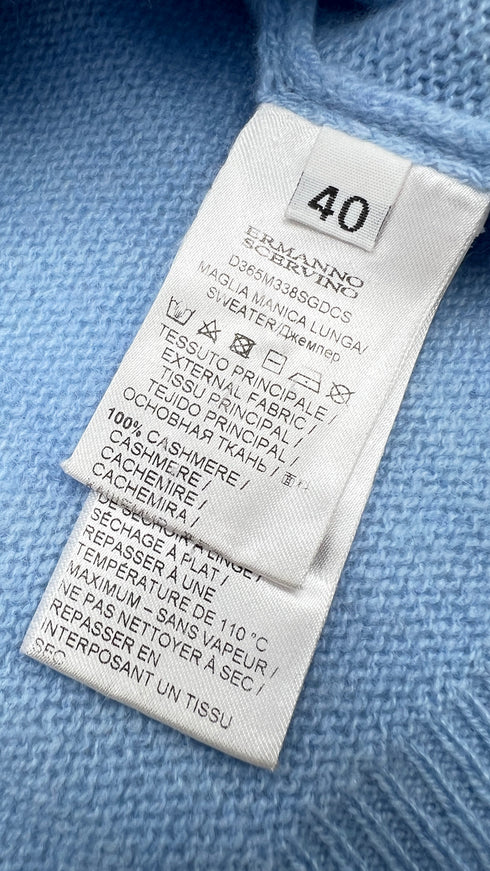 40
ERMANNO
SCERVINO
D365M338SGDCS
MAGLIA MANICA LUNGA/
SWEATER/Джемпер
TESSUTO PRINCIPALE /
EXTERNAL FABRIC /
TISSU PRINCIPAL /
TEJIDO PRINCIPAL /
ОСНОВНАЯ ТКАНЬ /
100% CASHMERE /
CASHMERE /
CACHEMIRE /
CACHEMIRA /
SÉCHAGE À PLAT /
REPASSER À UNE
TEMPÉRATURE DE 110 °C
MAXIMUM – SANS VAPEUR /
NE PAS NETTOYER À SEC /
REPASSER EN
INTERPOSANT UN TISSU
SEC